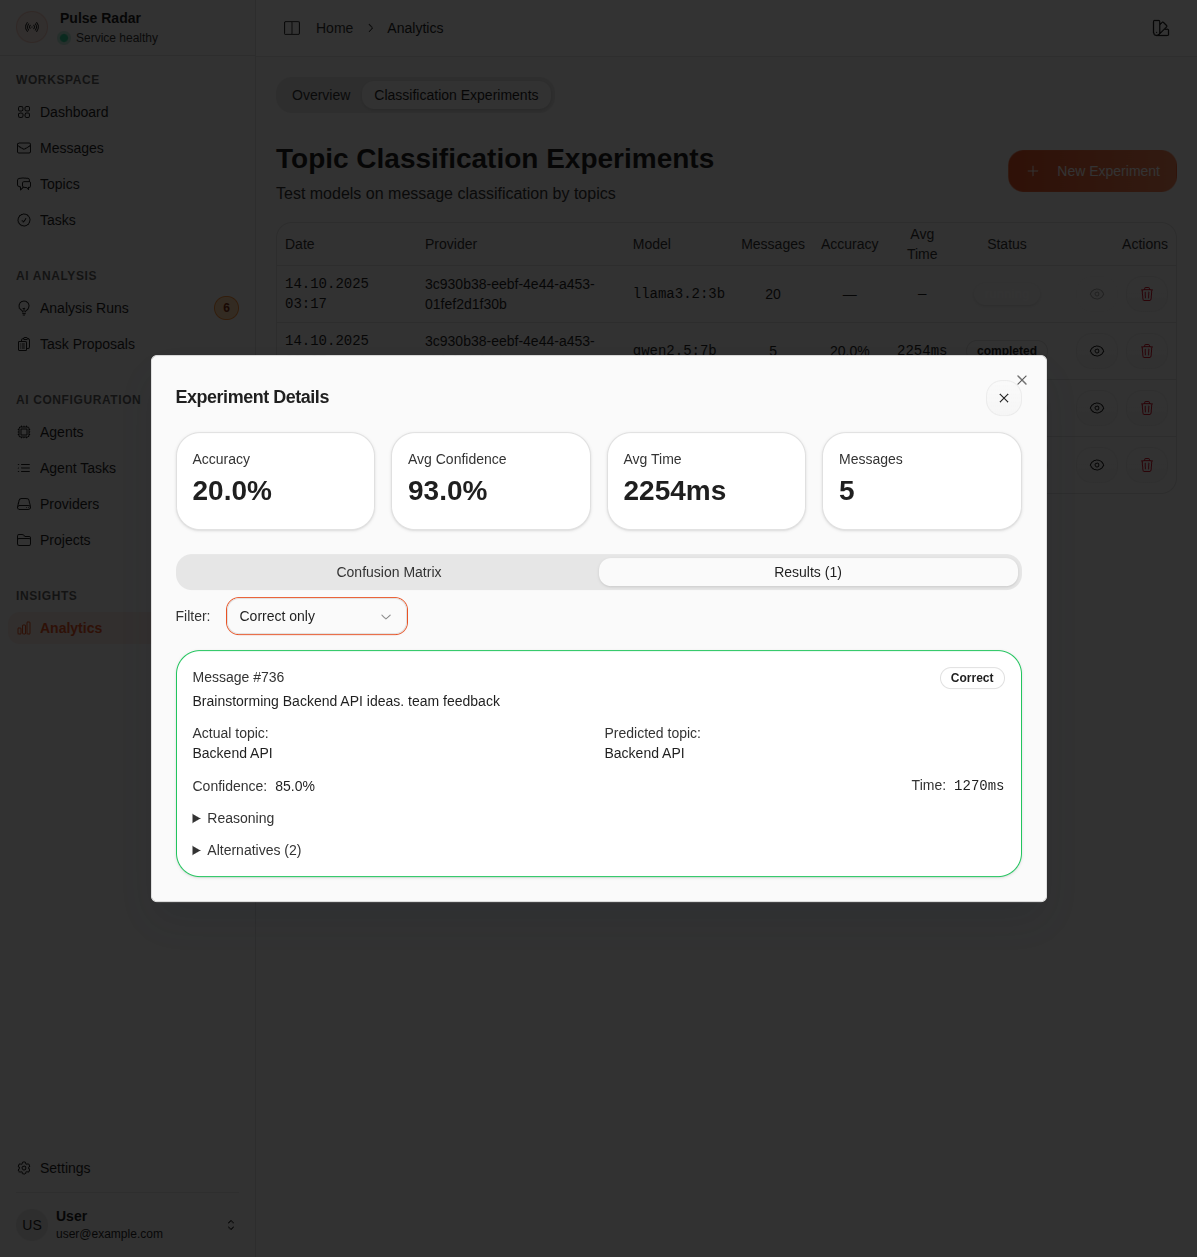 Pulse Radar
Service healthy
WORKSPACE
Dashboard
Messages
Topics
Tasks
AI ANALYSIS
Analysis Runs
6
Task Proposals
AI CONFIGURATION
Agents
Agent Tasks
Providers
Projects
INSIGHTS
Analytics
Settings
US
User
user@example.com
Home
Analytics
Overview
Classification Experiments
Topic Classification Experiments
Test models on message classification by topics
New Experiment
Date
Provider
Model
Messages
Accuracy
Avg
Time
Status
Actions
14.10.2025
03:17
3c930b38-eebf-4e44-a453-
01fef2d1f30b
llama3.2:3b
20
—
–
14.10.2025
3c930b38-eebf-4e44-a453-
qwen2.5:7b
5
20.0%
2254ms
completed
Experiment Details
Accuracy
20.0%
Avg Confidence
93.0%
Avg Time
2254ms
Messages
5
Confusion Matrix
Results (1)
Filter:
Correct only
Message #736
Correct
Brainstorming Backend API ideas. team feedback
Actual topic:
Backend API
Predicted topic:
Backend API
Confidence: 85.0%
Time: 1270ms
Reasoning
Alternatives (2)